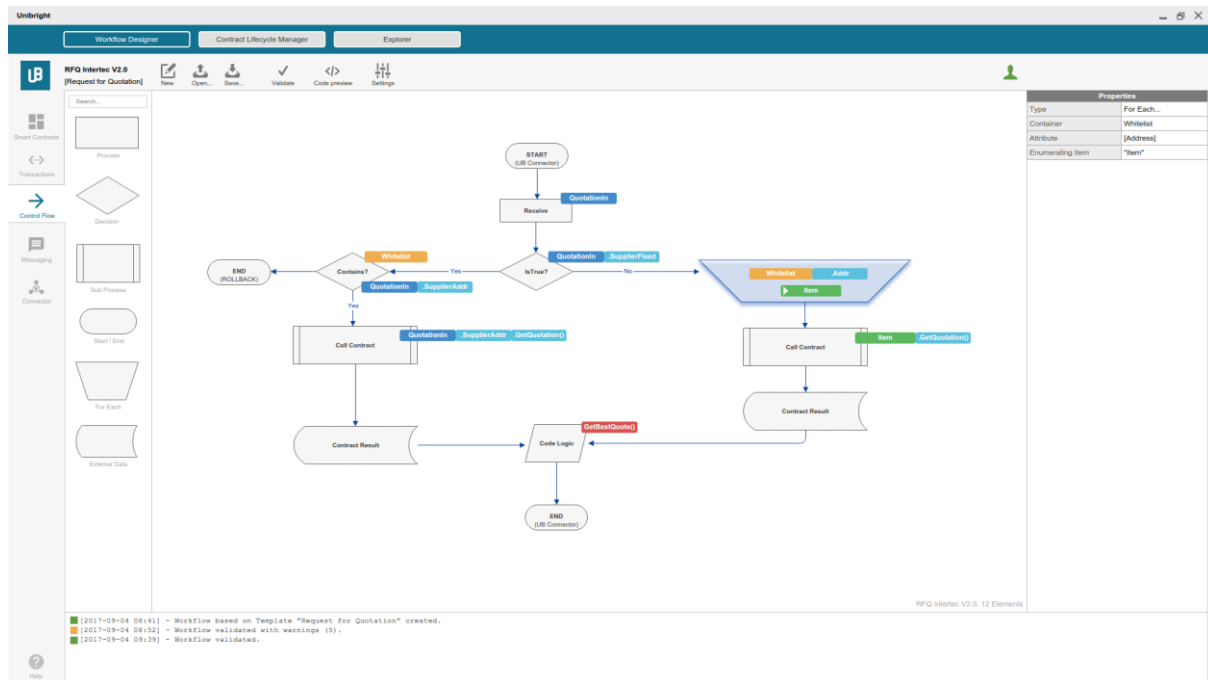 Unibright
Workflow Designer
Contract Lifecycle Manager
Explorer
UB
RFQ Intertec V2.0
[Request for Quotation]
New
Open...
Save...
Validate
</>
Code preview
Settings
Smart Contracts
Transactions
Control Flow
Messaging
Connector
Help
Search...
Process
Decision
Sub Process
Start / End
For Each
External Data
START
(UB Connector)
QuotationIn
Receive
QuotationIn .SupplierFixed
IsTrue?
Yes
No
Whitelist
Contains?
QuotationIn .SupplierAddr
END
(ROLLBACK)
Yes
Whitelist .Addr
Item
QuotationIn .SupplierAddr .GetQuotation()
Call Contract
Item .GetQuotation()
Call Contract
Contract Result
Contract Result
GetBestQuote()
Code Logic
END
(UB Connector)
RFQ Intertec V2.0, 12 Elements
Properties
Type For Each...
Container Whitelist
Attribute [Address]
Enumerating Item "Item"
[2017-09-04 06:41] - Workflow based on Template "Request for Quotation" created.
[2017-09-04 08:52] - Workflow validated with warnings (5).
[2017-09-04 09:39] - Workflow validated.